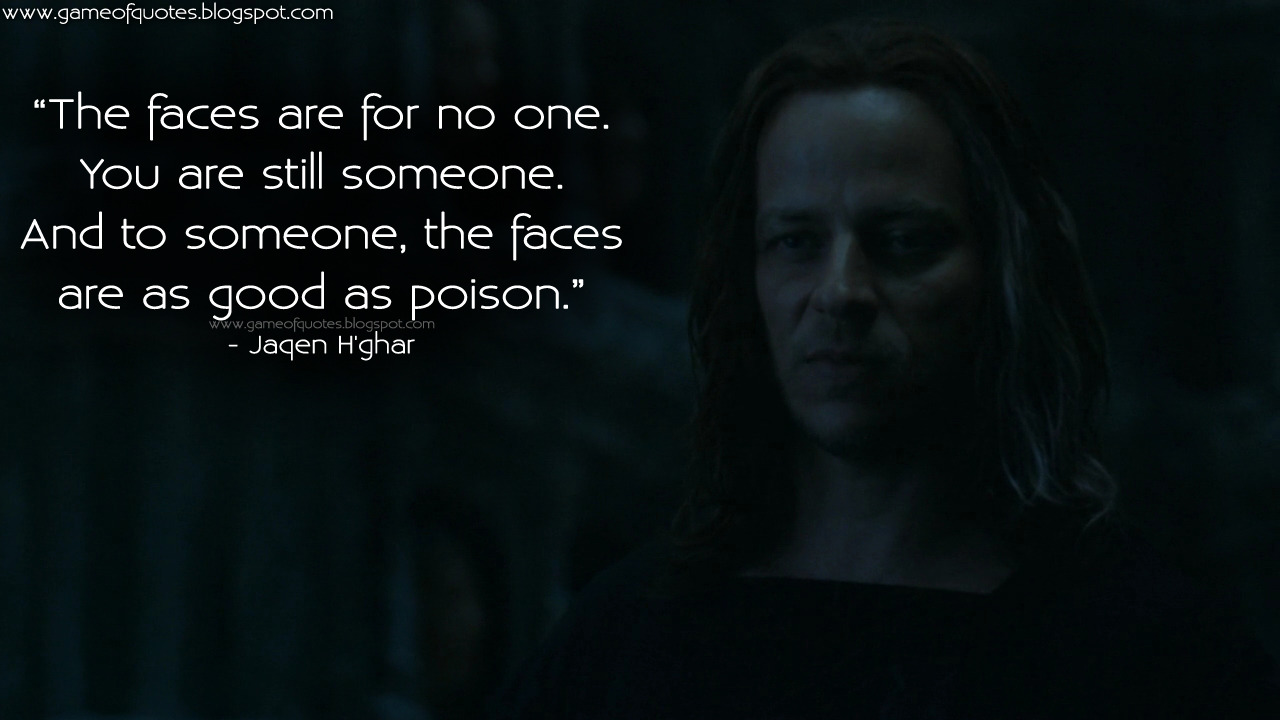 www.gameofquotes.blogspot.com
“The faces are for no one.
You are still someone.
And to someone, the faces
are as good as poison.”
www.gameofquotes.blogspot.com
- Jaqen H'ghar